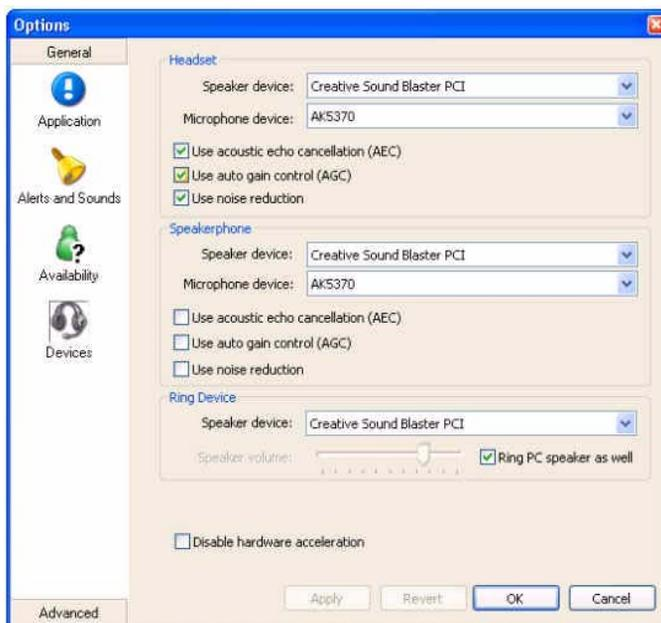 Options
General
Application
Alerts and Sounds
Availability
Devices
Advanced
Headset
Speaker device: Creative Sound Blaster PCI
Microphone device: AK5370
Use acoustic echo cancellation (AEC)
Use auto gain control (AGC)
Use noise reduction
Speakerphone
Speaker device: Creative Sound Blaster PCI
Microphone device: AK5370
Use acoustic echo cancellation (AEC)
Use auto gain control (AGC)
Use noise reduction
Ring Device
Speaker device: Creative Sound Blaster PCI
Speaker volume: Ring PC speaker as well
Disable hardware acceleration
Apply Revert OK Cancel